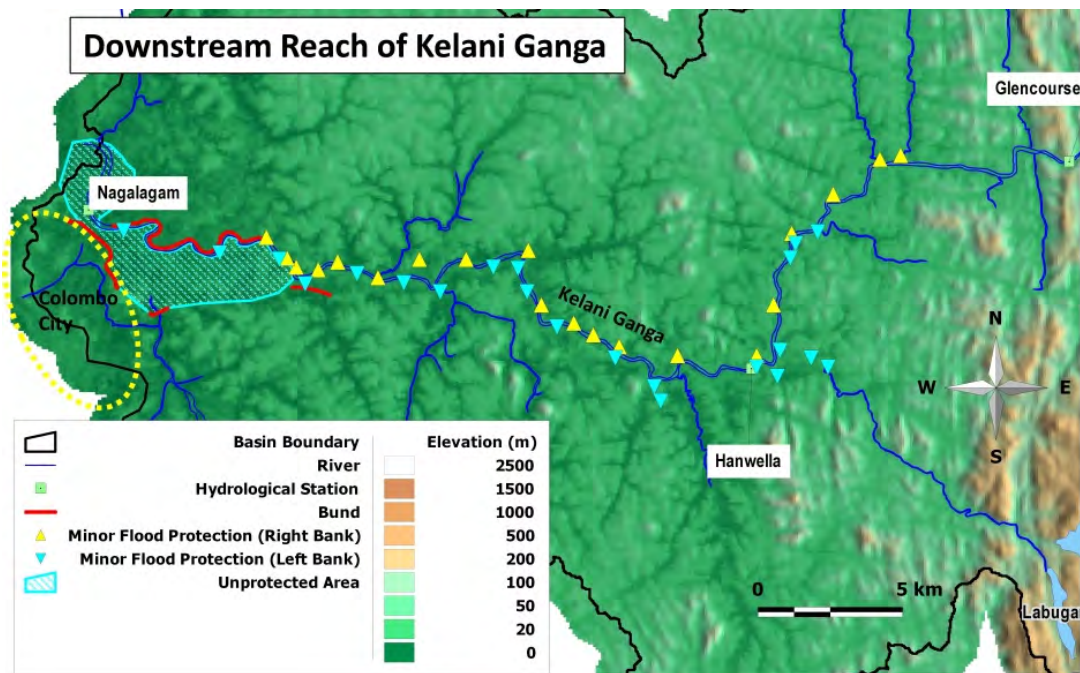 Downstream Reach of Kelani Ganga
Glencourse
Nagalagam
Colombo
City
Kelani Ganga
N
W
E
S
Hanwella
Labugam
Basin Boundary
River
Hydrological Station
Bund
Minor Flood Protection (Right Bank)
Minor Flood Protection (Left Bank)
Unprotected Area
Elevation (m)
2500
1500
1000
500
200
100
50
20
0
0
5 km